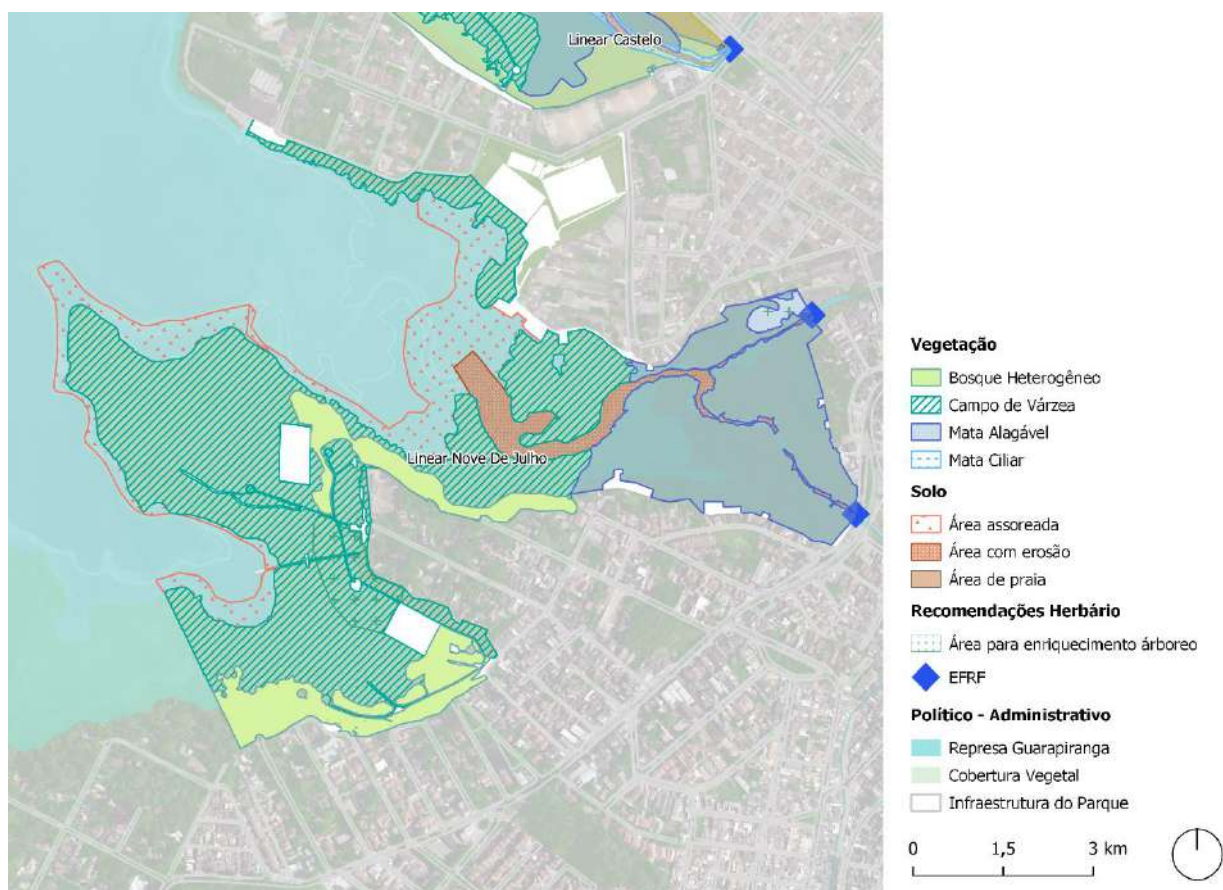 Linear Castelo
Linear Nove De Julho
Vegetação
Bosque Heterogêneo
Campo de Várzea
Mata Alagável
Mata Ciliar
Solo
Área assoreada
Área com erosão
Área de praia
Recomendações Herbário
Área para enriquecimento árboreo
EFRF
Político - Administrativo
Represa Guarapiranga
Cobertura Vegetal
Infraestrutura do Parque
0 1,5 3 km